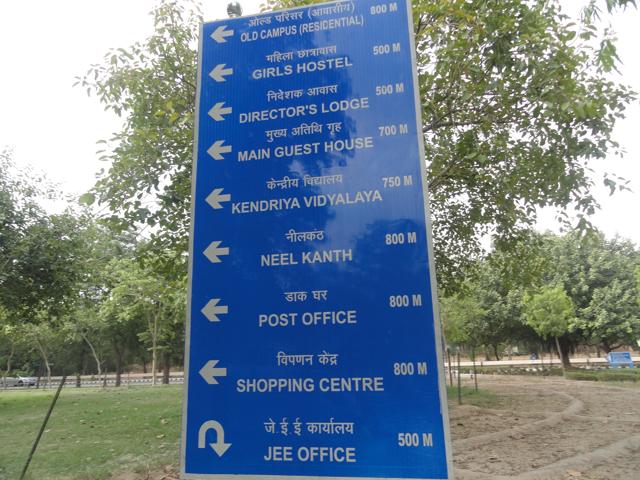 ओल्ड परिसर (आवासीय) 800 M
OLD CAMPUS (RESIDENTIAL)
महिला छात्रावास 500 M
GIRLS HOSTEL
निदेशक आवास 500 M
DIRECTOR'S LODGE
मुख्य अतिथि गृह 700 M
MAIN GUEST HOUSE
केन्द्रीय विद्यालय 750 M
KENDRIYA VIDYALAYA
नीलकंठ 800 M
NEEL KANTH
डाक घर 800 M
POST OFFICE
विपणन केंद्र 800 M
SHOPPING CENTRE
जे.ई.ई कार्यालय 500 M
JEE OFFICE